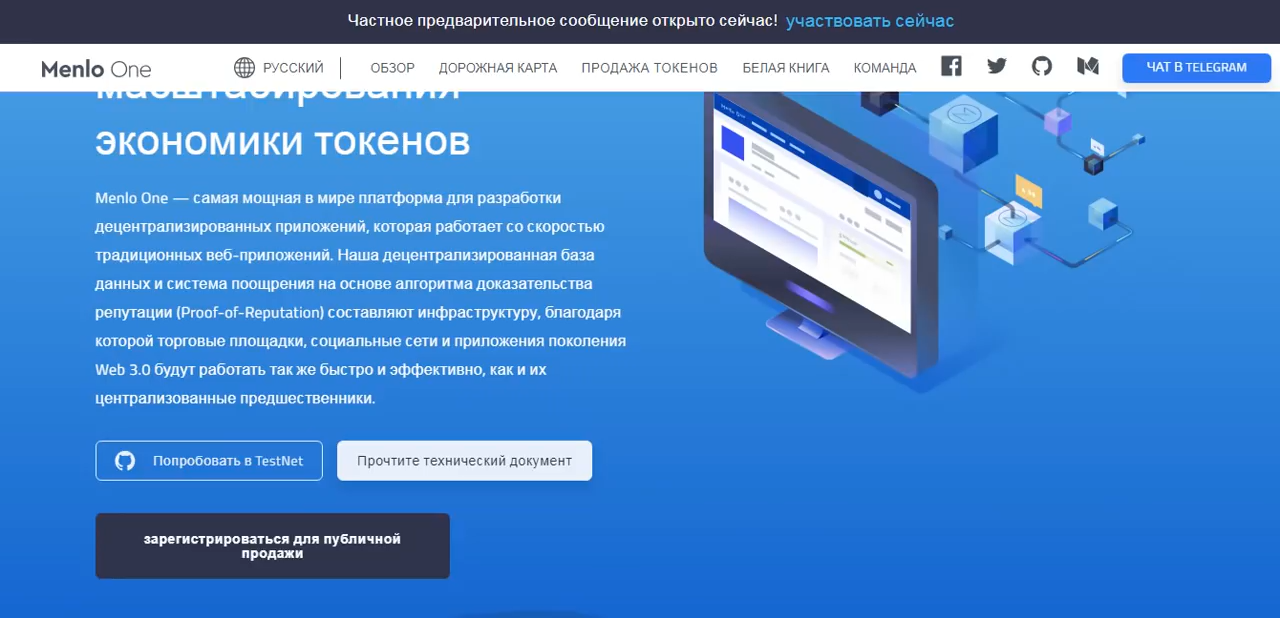 Частное предварительное сообщение открыто сейчас! участвовать сейчас
Menlo One РУССКИЙ ОБЗОР ДОРОЖНАЯ КАРТА ПРОДАЖА ТОКЕНОВ БЕЛАЯ КНИГА КОМАНДА ЧАТ В TELEGRAM
масштабирования
экономики токенов
Menlo One — самая мощная в мире платформа для разработки
децентрализированных приложений, которая работает со скоростью
традиционных веб-приложений. Наша децентрализированная база
данных и система поощрения на основе алгоритма доказательства
репутации (Proof-of-Reputation) составляют инфраструктуру, благодаря
которой торговые площадки, социальные сети и приложения поколения
Web 3.0 будут работать так же быстро и эффективно, как и их
централизованные предшественники.
Попробовать в TestNet Прочтите технический документ
зарегистрироваться для публичной
продажи